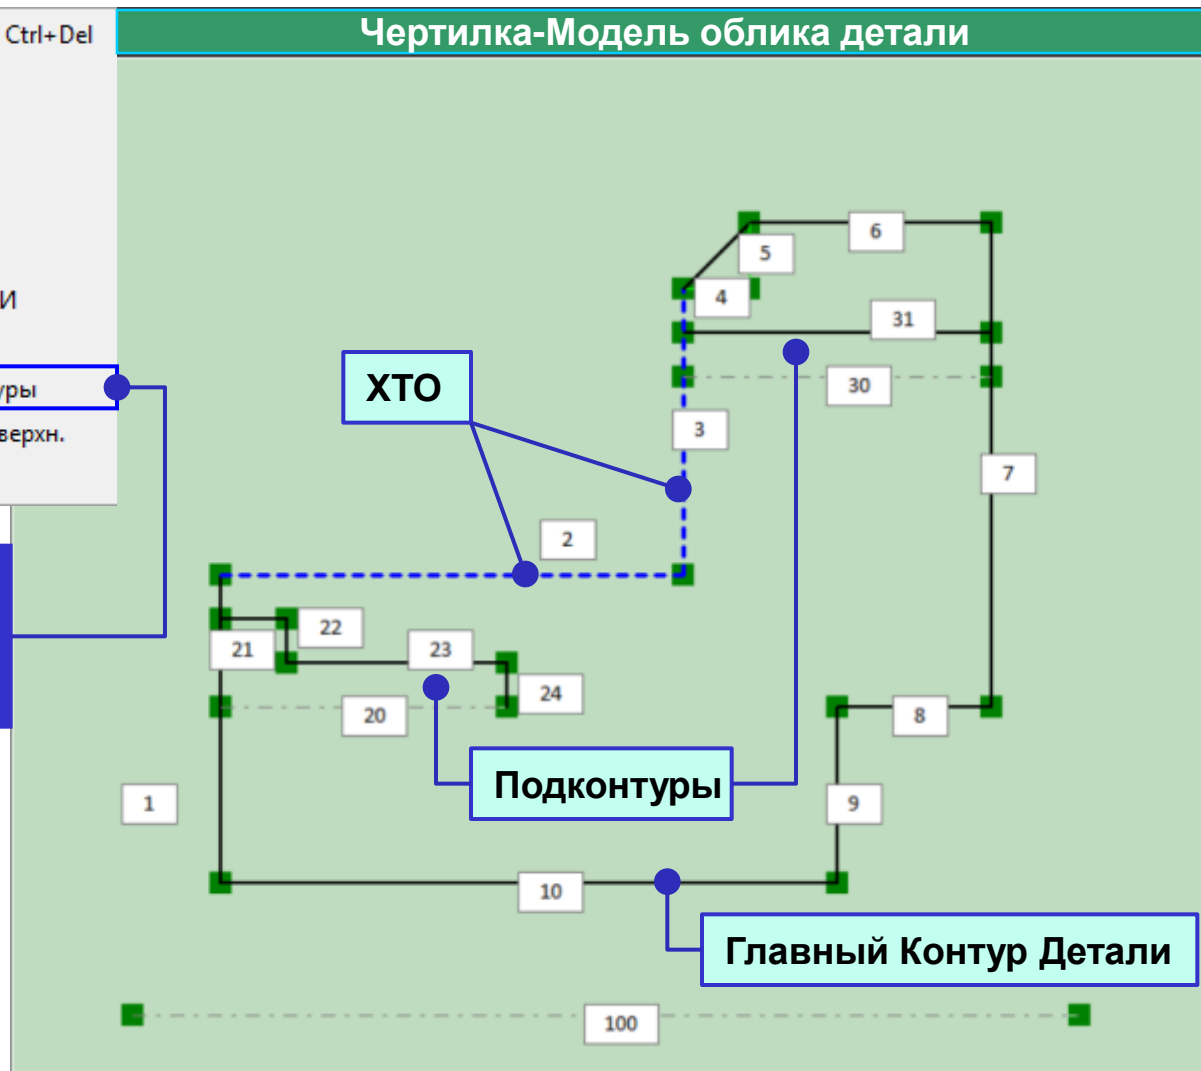 Ctrl+Del
Чертилка-Модель облика детали
6
5
4
И
31
30
ХТО
уры
верхн.
3
7
2
22
21
23
24
20
8
Подконтуры
1
9
10
Главный Контур Детали
100